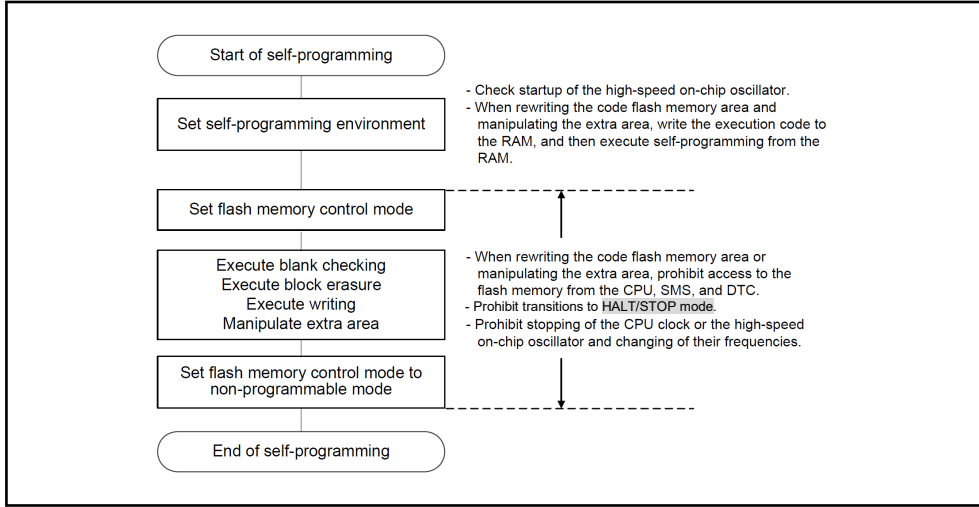 Start of self-programming
Set self-programming environment
- Check startup of the high-speed on-chip oscillator.
- When rewriting the code flash memory area and
manipulating the extra area, write the execution code to
the RAM, and then execute self-programming from the
RAM.
Set flash memory control mode
Execute blank checking
Execute block erasure
Execute writing
Manipulate extra area
- When rewriting the code flash memory area or
manipulating the extra area, prohibit access to the
flash memory from the CPU, SMS, and DTC.
- Prohibit transitions to HALT/STOP mode.
- Prohibit stopping of the CPU clock or the high-speed
on-chip oscillator and changing of their frequencies.
Set flash memory control mode to
non-programmable mode
End of self-programming